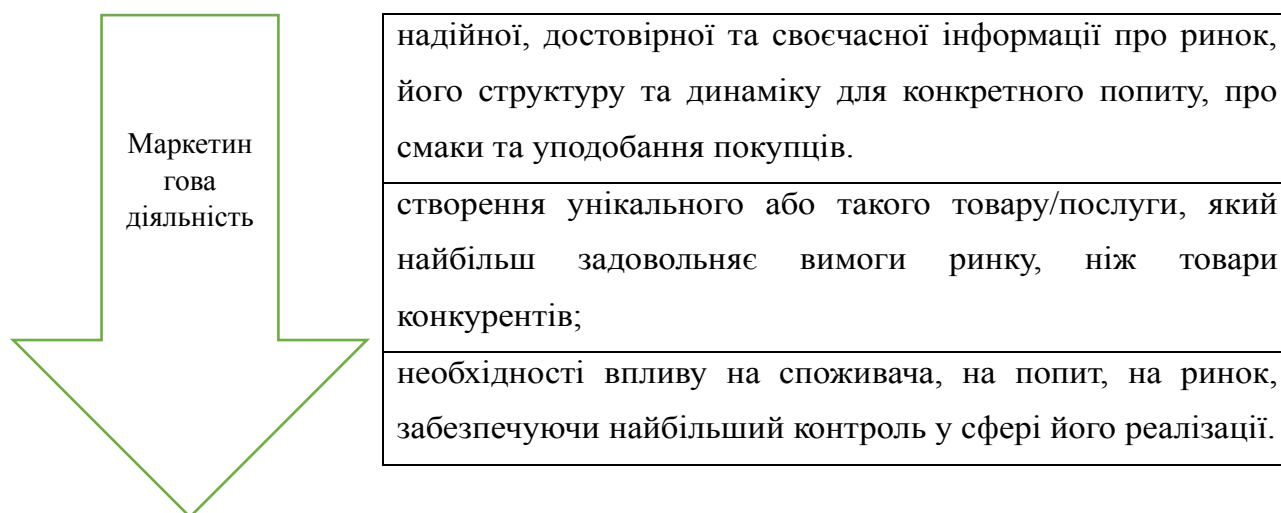 Маркетин
гова
діяльність
надійної, достовірної та своєчасної інформації про ринок,
його структуру та динаміку для конкретного попиту, про
смаки та уподобання покупців.
створення унікального або такого товару/послуги, який
найбільш задовольняє вимоги ринку, ніж товари
конкурентів;
необхідності впливу на споживача, на попит, на ринок,
забезпечуючи найбільший контроль у сфері його реалізації.